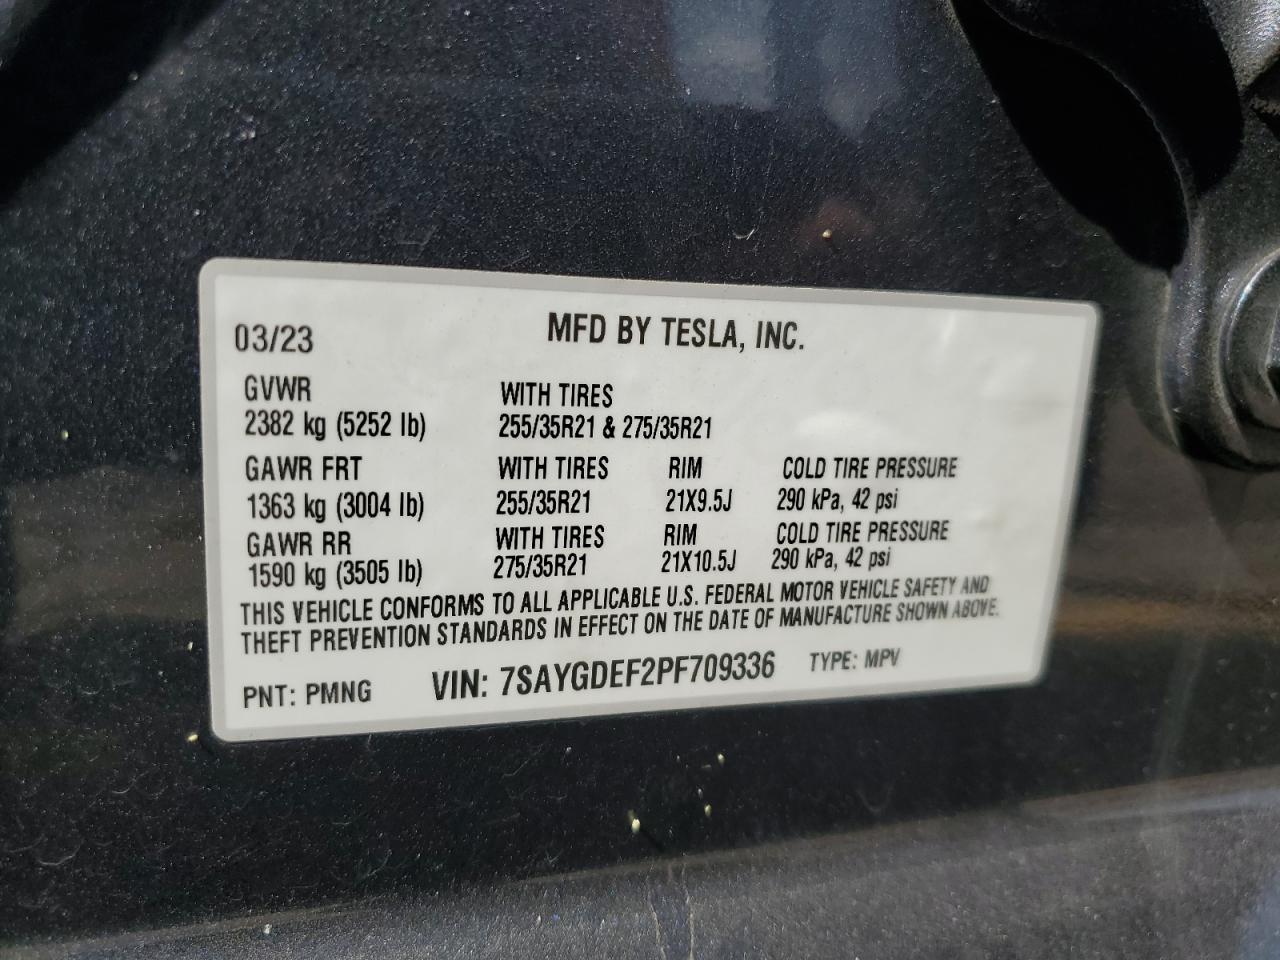 03/23 MFD BY TESLA, INC.
GVWR WITH TIRES
2382 kg (5252 lb) 255/35R21 & 275/35R21
GAWR FRT WITH TIRES RIM COLD TIRE PRESSURE
1363 kg (3004 lb) 255/35R21 21X9.5J 290 kPa, 42 psi
GAWR RR WITH TIRES RIM COLD TIRE PRESSURE
1590 kg (3505 lb) 275/35R21 21X10.5J 290 kPa, 42 psi
THIS VEHICLE CONFORMS TO ALL APPLICABLE U.S. FEDERAL MOTOR VEHICLE SAFETY AND
THEFT PREVENTION STANDARDS IN EFFECT ON THE DATE OF MANUFACTURE SHOWN ABOVE.
PNT: PMNG VIN: 7SAYGDEF2PF709336 TYPE: MPV